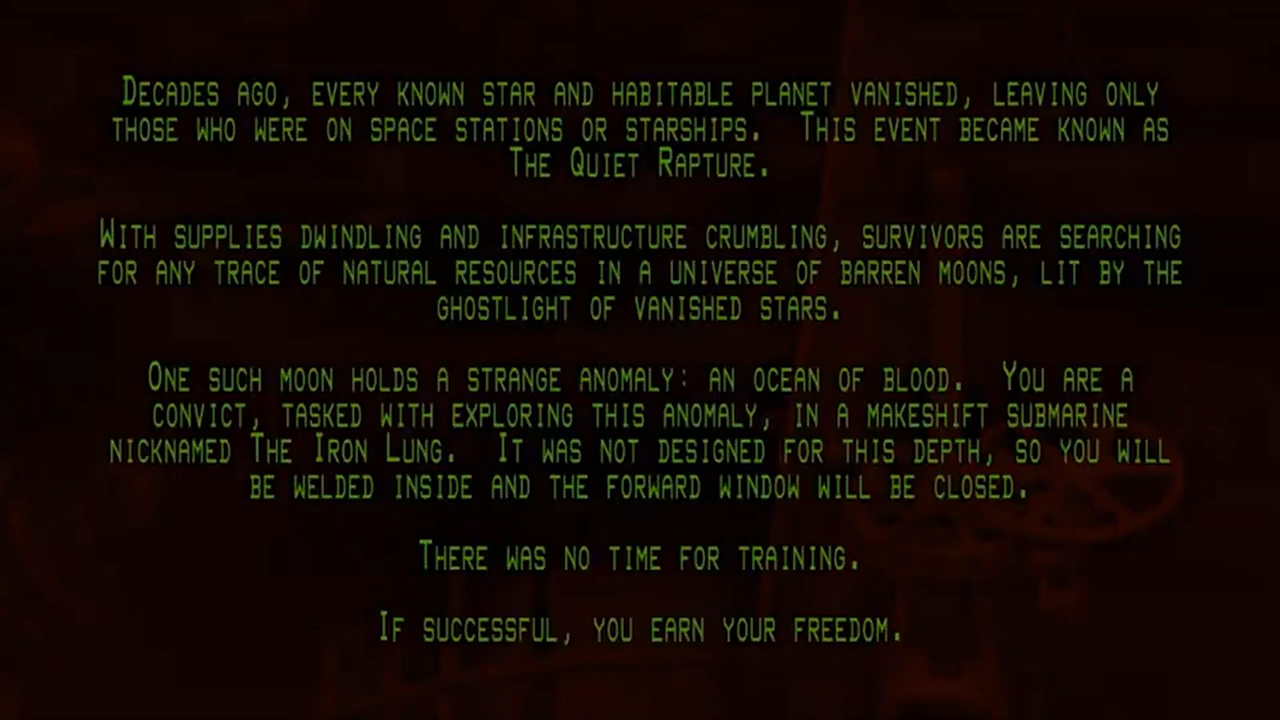 Decades ago, every known star and habitable planet vanished, leaving only
those who were on space stations or starships. This event became known as
The Quiet Rapture.
With supplies dwindling and infrastructure crumbling, survivors are searching
for any trace of natural resources in a universe of barren moons, lit by the
ghostlight of vanished stars.
One such moon holds a strange anomaly: an ocean of blood. You are a
convict, tasked with exploring this anomaly, in a makeshift submarine
nicknamed The Iron Lung. It was not designed for this depth, so you will
be welded inside and the forward window will be closed.
There was no time for training.
If successful, you earn your freedom.